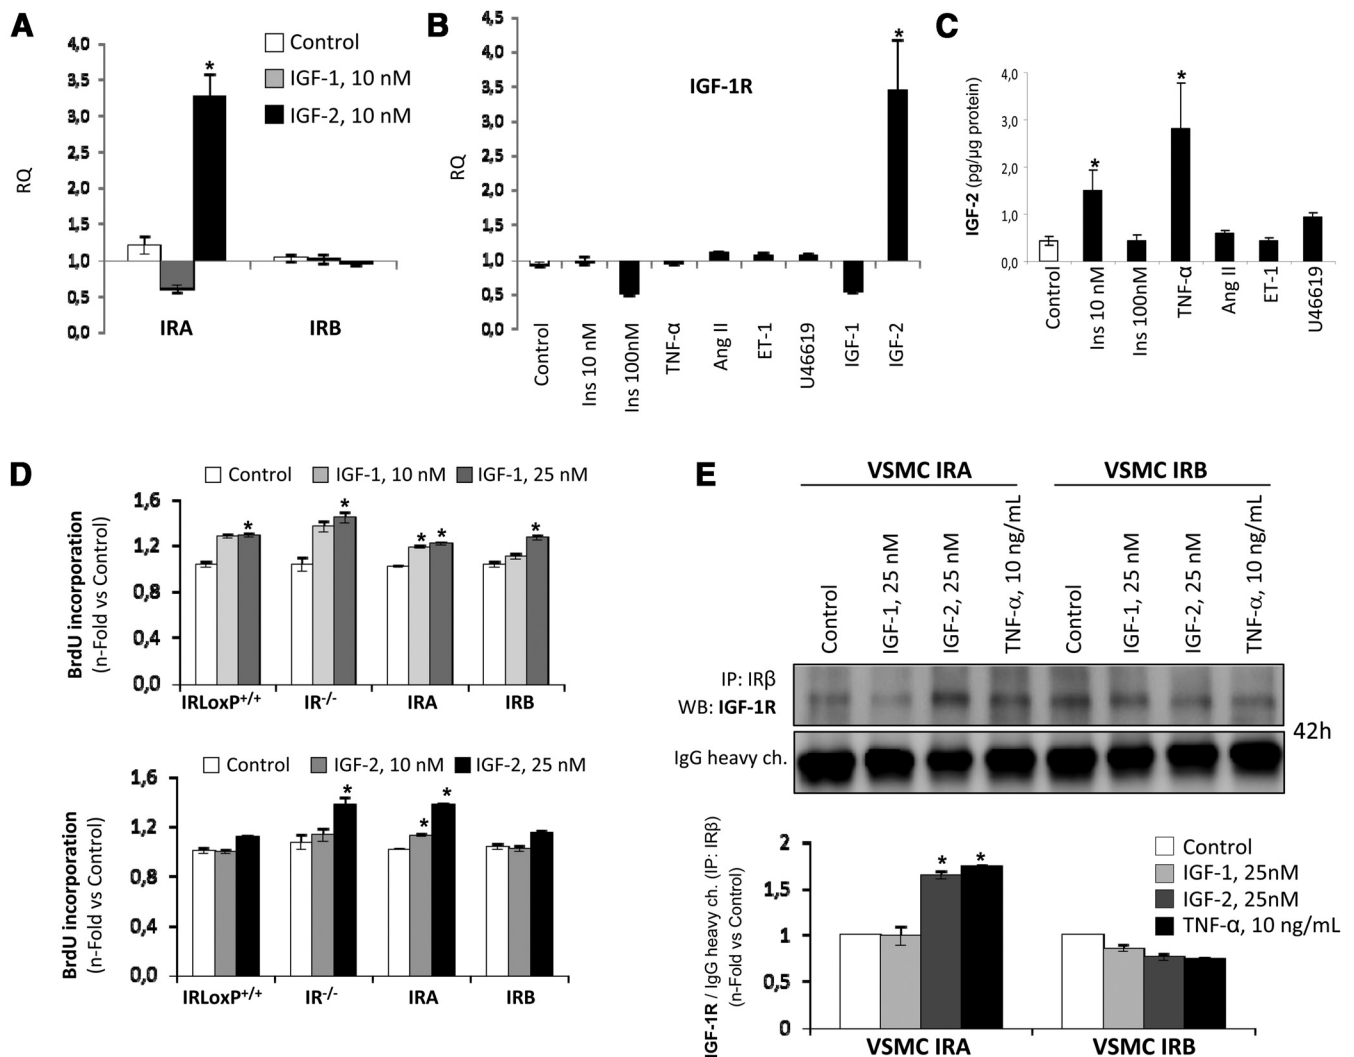 A
4,0
3,5
3,0
2,5
2,0
1,5
1,0
0,5
0,0
RQ
Control
IGF-1, 10 nM
IGF-2, 10 nM
*
IRA
IRB
B
4,5
4,0
3,5
3,0
2,5
2,0
1,5
1,0
0,5
0,0
RQ
IGF-1R
*
Control
Ins 10 nM
Ins 100nM
TNF-α
Ang II
ET-1
U46619
IGF-1
IGF-2
C
IGF-2 (pg/µg protein)
4,0
3,0
2,0
1,0
0,0
*
*
Control
Ins 10 nM
Ins 100nM
TNF-α
Ang II
ET-1
U46619
D
Control
IGF-1, 10 nM
IGF-1, 25 nM
BrdU incorporation
(n-Fold vs Control)
1,6
1,2
0,8
0,4
0,0
*
*
* *
*
IRLoxP+/+
IR-/-
IRA
IRB
Control
IGF-2, 10 nM
IGF-2, 25 nM
BrdU incorporation
(n-Fold vs Control)
1,6
1,2
0,8
0,4
0,0
*
*
*
IRLoxP+/+
IR-/-
IRA
IRB
E
VSMC IRA
VSMC IRB
Control
IGF-1, 25 nM
IGF-2, 25 nM
TNF-α, 10 ng/mL
Control
IGF-1, 25 nM
IGF-2, 25 nM
TNF-α, 10 ng/mL
IP: IRβ
WB: IGF-1R
IgG heavy ch.
42h
IGF-1R / IgG heavy ch. (IP: IRβ)
(n-Fold vs Control)
2
1,5
1
0,5
0
* *
Control
IGF-1, 25nM
IGF-2, 25nM
TNF-α, 10 ng/mL
VSMC IRA
VSMC IRB